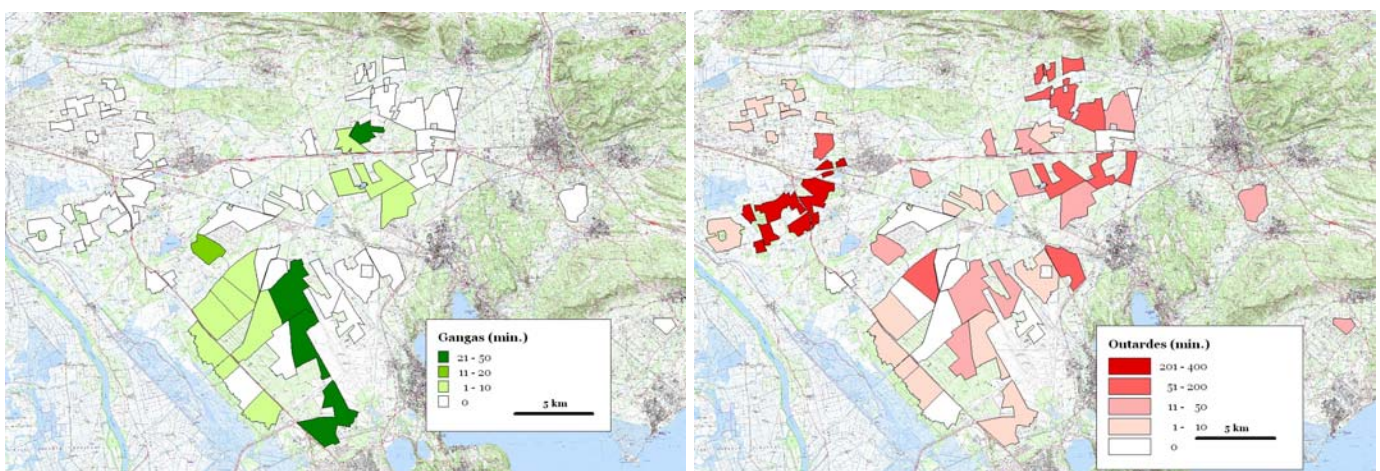 Gangas (min.)
21 - 50
11 - 20
1 - 10
0
5 km
Outardes (min.)
201 - 400
51 - 200
11 - 50
1 - 10
0
5 km